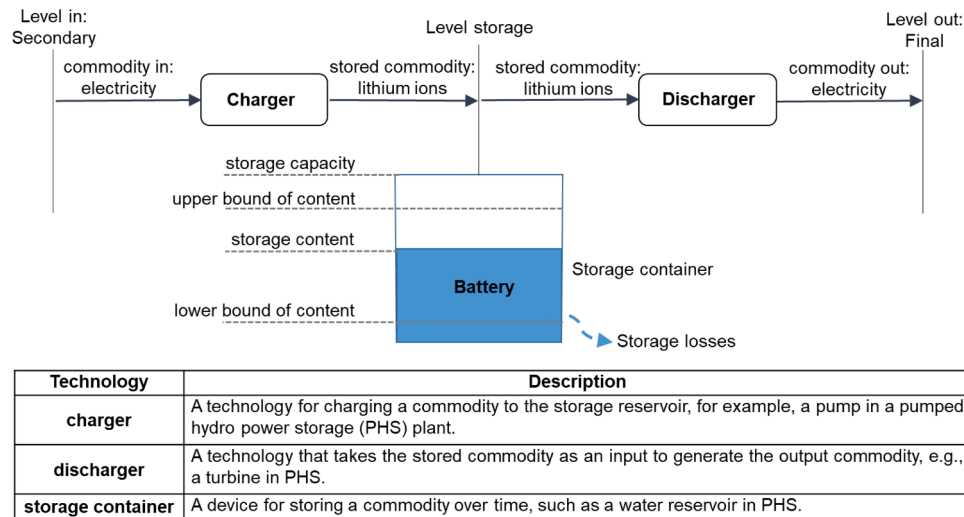 Level in:
Secondary
Level storage
Level out:
Final
commodity in:
electricity
Charger
stored commodity:
lithium ions
stored commodity:
lithium ions
Discharger
commodity out:
electricity
storage capacity
upper bound of content
storage content
Storage container
Battery
lower bound of content
Storage losses
Technology Description
charger A technology for charging a commodity to the storage reservoir, for example, a pump in a pumped
hydro power storage (PHS) plant.
discharger A technology that takes the stored commodity as an input to generate the output commodity, e.g.,
a turbine in PHS.
storage container A device for storing a commodity over time, such as a water reservoir in PHS.